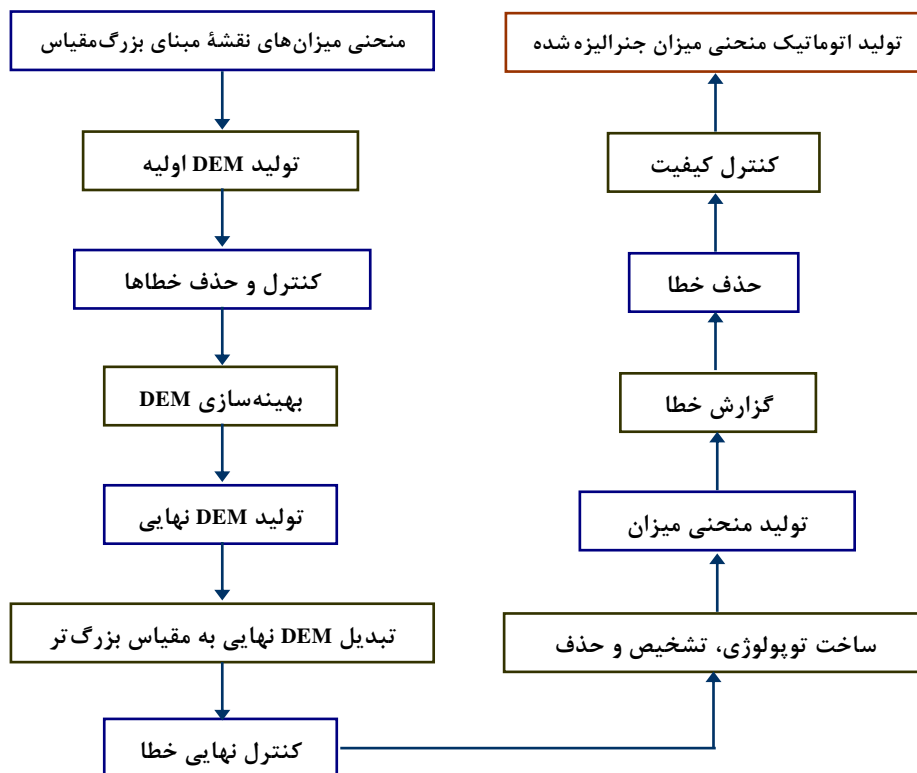 منحنی میزان‌های نقشهٔ مبنای بزرگ‌مقیاس
تولید DEM اولیه
کنترل و حذف خطاها
بهینه‌سازی DEM
تولید DEM نهایی
تبدیل DEM نهایی به مقیاس بزرگ‌تر
کنترل نهایی خطا
ساخت توپولوژی، تشخیص و حذف
تولید منحنی میزان
گزارش خطا
حذف خطا
کنترل کیفیت
تولید اتوماتیک منحنی میزان جنرالیزه شده